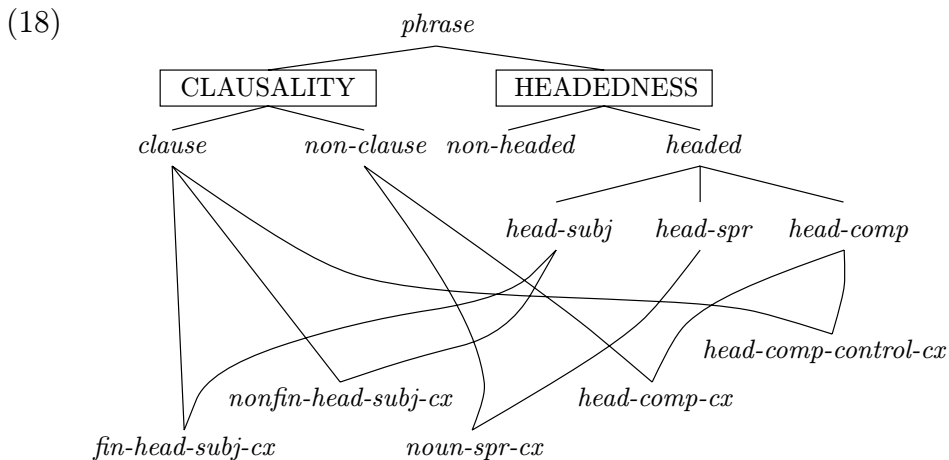 (18)
phrase
CLAUSALITY HEADEDNESS
clause non-clause non-headed headed
head-subj head-spr head-comp
head-comp-control-cx
nonfin-head-subj-cx head-comp-cx
fin-head-subj-cx noun-spr-cx